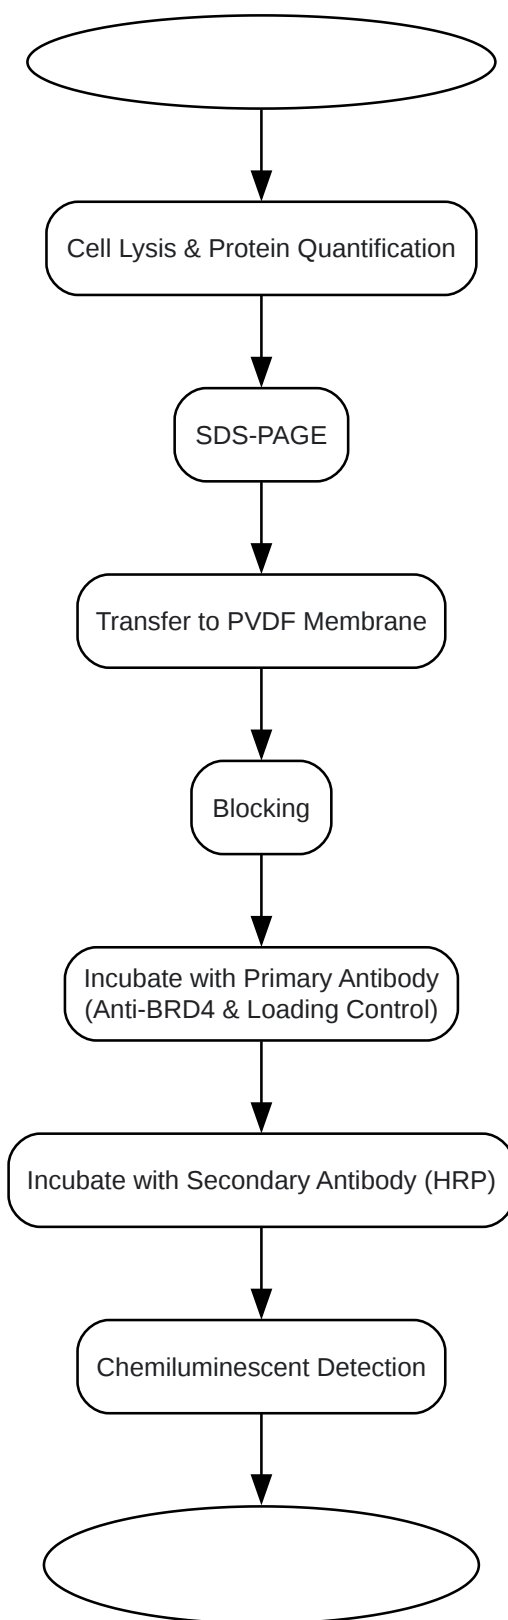 Cell Lysis & Protein Quantification
SDS-PAGE
Transfer to PVDF Membrane
Blocking
Incubate with Primary Antibody
(Anti-BRD4 & Loading Control)
Incubate with Secondary Antibody (HRP)
Chemiluminescent Detection